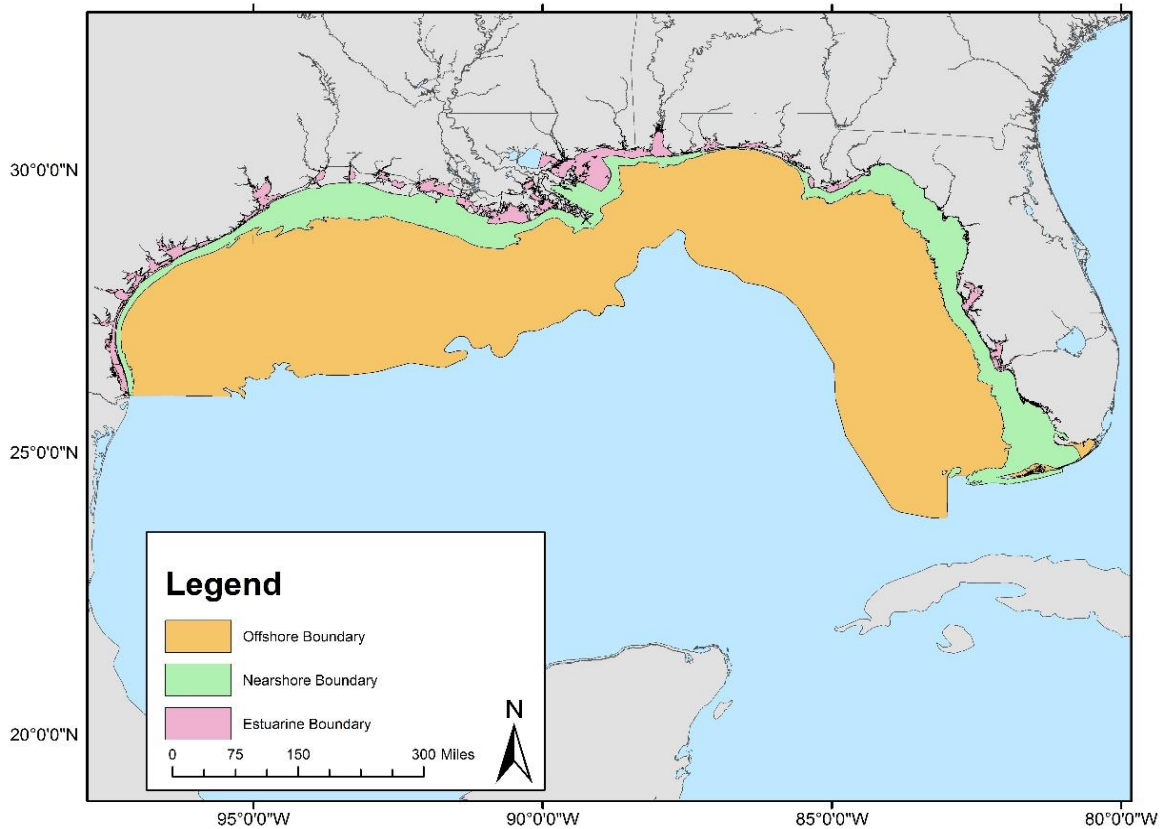 30°0'0"N
25°0'0"N
20°0'0"N
Legend
Offshore Boundary
Nearshore Boundary
Estuarine Boundary
0 75 150 300 Miles
N
95°0'0"W 90°0'0"W 85°0'0"W 80°0'0"W